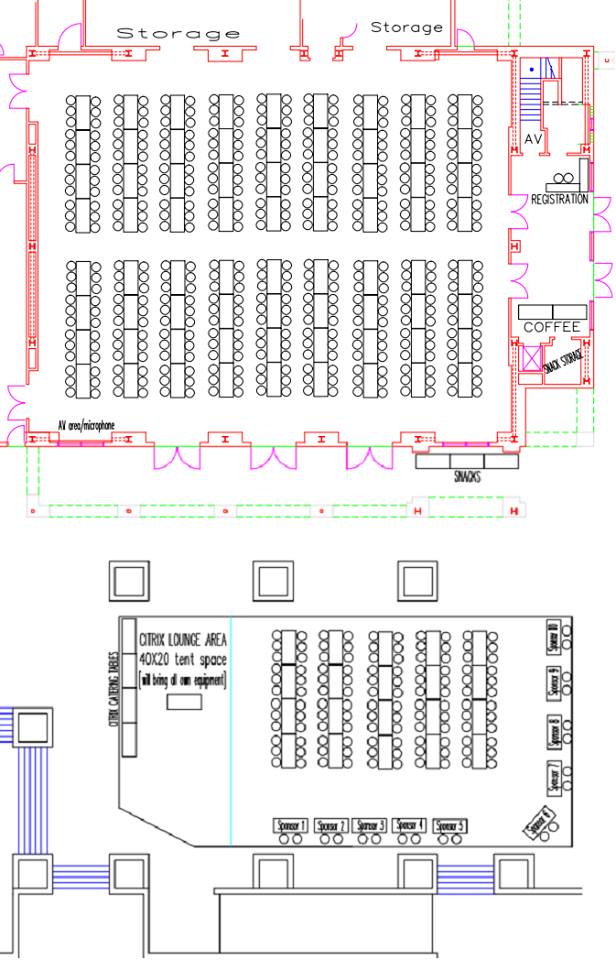 Storage
Storage
AV
REGISTRATION
COFFEE
SNACK STORAGE
AV area/microphone
SNACKS
CITRIX LOUNGE AREA
40X20 tent space
(will bring all own equipment)
CITRIX CATERING TABLES
Sponsor 10
Sponsor 9
Sponsor 8
Sponsor 7
Sponsor 6
Sponsor 1
Sponsor 2
Sponsor 3
Sponsor 4
Sponsor 5